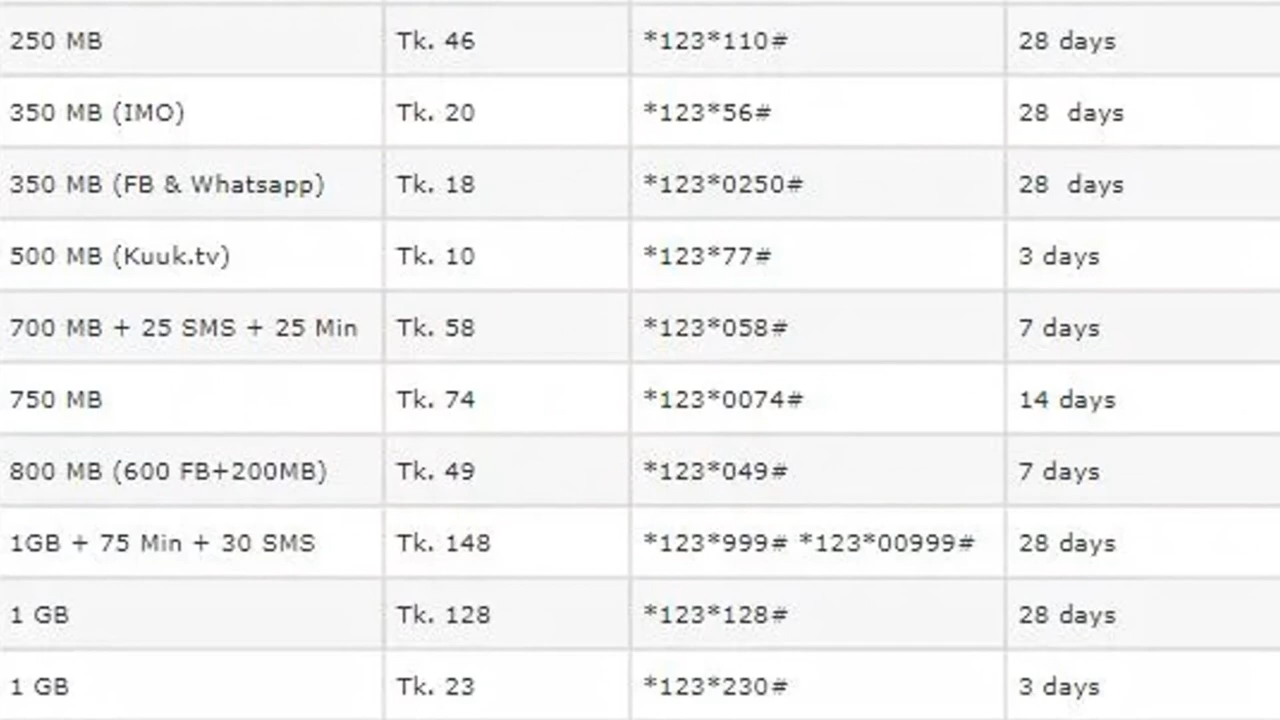 250 MB Tk. 46 *123*110# 28 days
350 MB (IMO) Tk. 20 *123*56# 28 days
350 MB (FB & Whatsapp) Tk. 18 *123*0250# 28 days
500 MB (Kuuk.tv) Tk. 10 *123*77# 3 days
700 MB + 25 SMS + 25 Min Tk. 58 *123*058# 7 days
750 MB Tk. 74 *123*0074# 14 days
800 MB (600 FB+200MB) Tk. 49 *123*049# 7 days
1GB + 75 Min + 30 SMS Tk. 148 *123*999# *123*00999# 28 days
1 GB Tk. 128 *123*128# 28 days
1 GB Tk. 23 *123*230# 3 days